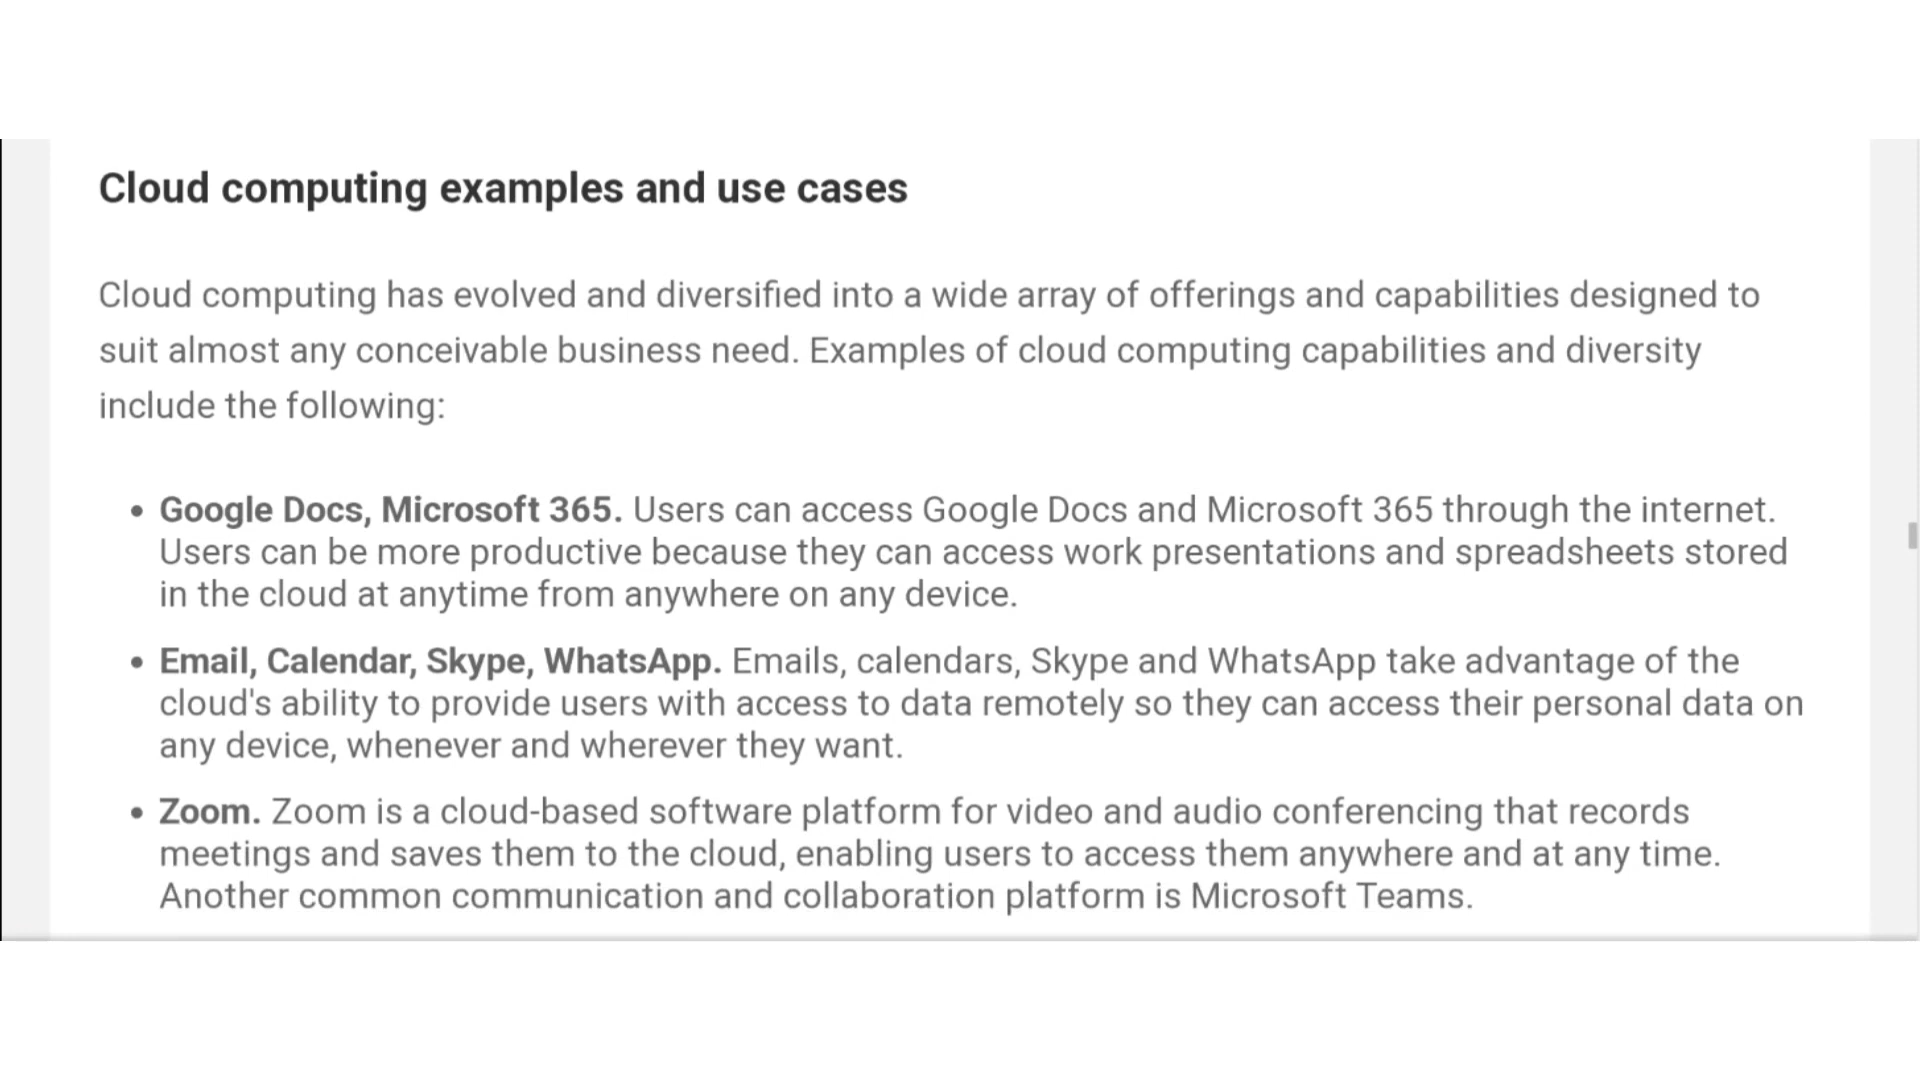 Cloud computing examples and use cases
Cloud computing has evolved and diversified into a wide array of offerings and capabilities designed to
suit almost any conceivable business need. Examples of cloud computing capabilities and diversity
include the following:
• Google Docs, Microsoft 365. Users can access Google Docs and Microsoft 365 through the internet.
Users can be more productive because they can access work presentations and spreadsheets stored
in the cloud at anytime from anywhere on any device.
• Email, Calendar, Skype, WhatsApp. Emails, calendars, Skype and WhatsApp take advantage of the
cloud's ability to provide users with access to data remotely so they can access their personal data on
any device, whenever and wherever they want.
• Zoom. Zoom is a cloud-based software platform for video and audio conferencing that records
meetings and saves them to the cloud, enabling users to access them anywhere and at any time.
Another common communication and collaboration platform is Microsoft Teams.